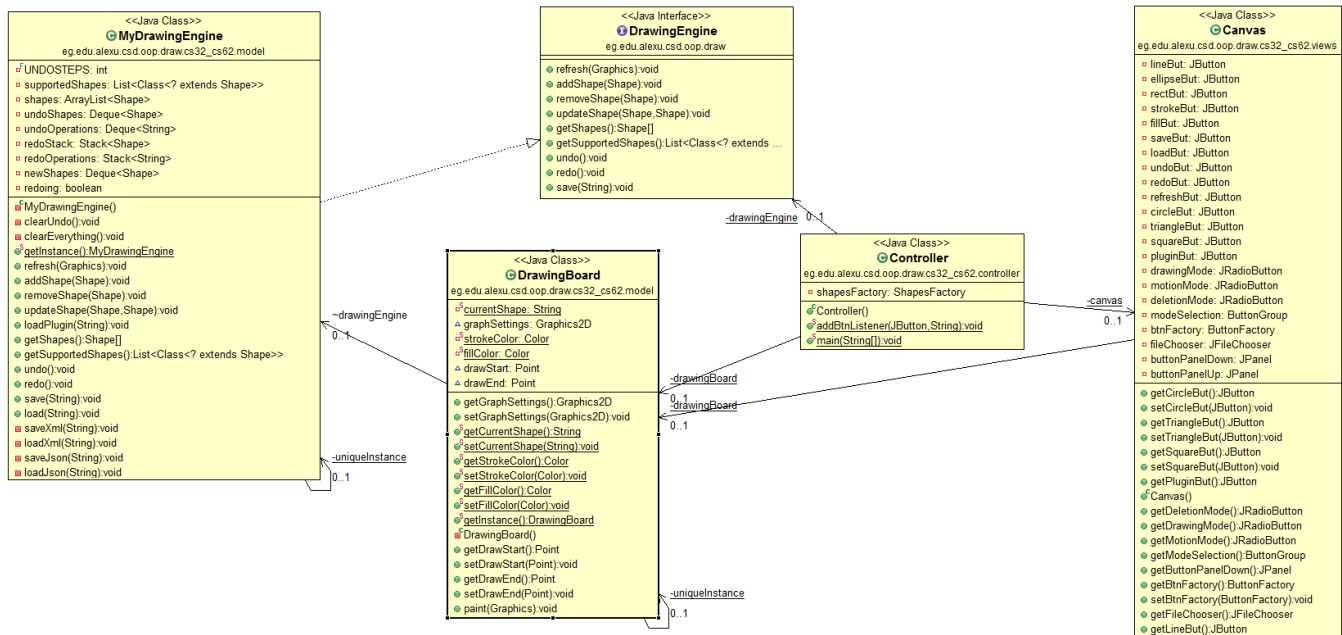 <<Java Class>>
MyDrawingEngine
eg.edu.alexu.csd.oop.draw.cs32_cs62.model
UNDOSTEPS: int
supportedShapes: List<Class<? extends Shape>>
shapes: ArrayList<Shape>
undoShapes: Deque<Shape>
undoOperations: Deque<String>
redoStack: Stack<Shape>
redoOperations: Stack<String>
newShapes: Deque<Shape>
redoing: boolean
MyDrawingEngine()
clearUndo():void
clearEverything():void
getInstance():MyDrawingEngine
refresh(Graphics):void
addShape(Shape):void
removeShape(Shape):void
updateShape(Shape,Shape):void
loadPlugin(String):void
getShapes():Shape[]
getSupportedShapes():List<Class<? extends Shape>>
undo():void
redo():void
save(String):void
load(String):void
saveXml(String):void
loadXml(String):void
saveJson(String):void
loadJson(String):void
-uniqueInstance
0..1
~drawingEngine
0..1
<<Java Interface>>
DrawingEngine
eg.edu.alexu.csd.oop.draw
refresh(Graphics):void
addShape(Shape):void
removeShape(Shape):void
updateShape(Shape,Shape):void
getShapes():Shape[]
getSupportedShapes():List<Class<? extends ...
undo():void
redo():void
save(String):void
-drawingEngine 0..1
<<Java Class>>
DrawingBoard
eg.edu.alexu.csd.oop.draw.cs32_cs62.model
currentShape: String
graphSettings: Graphics2D
strokeColor: Color
fillColor: Color
drawStart: Point
drawEnd: Point
getGraphSettings():Graphics2D
setGraphSettings(Graphics2D):void
getCurrentShape():String
setCurrentShape(String):void
getStrokeColor():Color
setStrokeColor(Color):void
getFillColor():Color
setFillColor(Color):void
getInstance():DrawingBoard
DrawingBoard()
getDrawStart():Point
setDrawStart(Point):void
getDrawEnd():Point
setDrawEnd(Point):void
paint(Graphics):void
-uniqueInstance
0..1
<<Java Class>>
Controller
eg.edu.alexu.csd.oop.draw.cs32_cs62.controller
shapesFactory: ShapesFactory
Controller()
addBtnListener(JButton,String):void
main(String[]):void
-drawingBoard
0..1
-drawingBoard
0..1
-canvas
0..1
<<Java Class>>
Canvas
eg.edu.alexu.csd.oop.draw.cs32_cs62.views
lineBut: JButton
ellipseBut: JButton
rectBut: JButton
strokeBut: JButton
fillBut: JButton
saveBut: JButton
loadBut: JButton
undoBut: JButton
redoBut: JButton
refreshBut: JButton
circleBut: JButton
triangleBut: JButton
squareBut: JButton
pluginBut: JButton
drawingMode: JRadioButton
motionMode: JRadioButton
deletionMode: JRadioButton
modeSelection: ButtonGroup
btnFactory: ButtonFactory
fileChooser: JFileChooser
buttonPanelDown: JPanel
buttonPanelUp: JPanel
getCircleBut():JButton
setCircleBut(JButton):void
getTriangleBut():JButton
setTriangleBut(JButton):void
getSquareBut():JButton
setSquareBut(JButton):void
getPluginBut():JButton
Canvas()
getDeletionMode():JRadioButton
getDrawingMode():JRadioButton
getMotionMode():JRadioButton
getModeSelection():ButtonGroup
getButtonPanelDown():JPanel
getBtnFactory():ButtonFactory
setBtnFactory(ButtonFactory):void
getFileChooser():JFileChooser
getLineBut():JButton